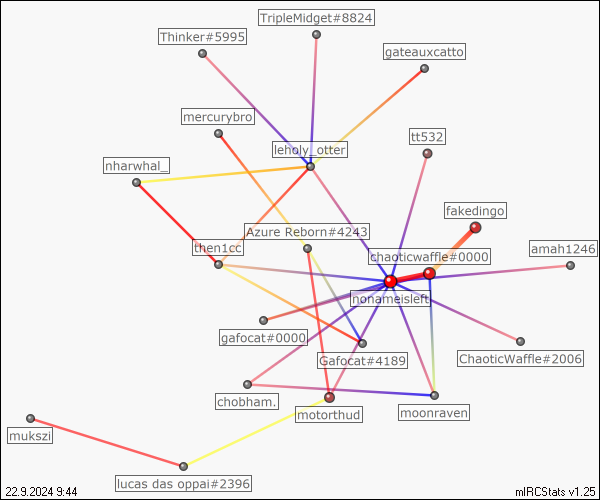 TripleMidget#8824
Thinker#5995
gateauxcatto
mercurybro
tt532
leholy_otter
nharwhal_
fakedingo
Azure Reborn#4243
then1cc
chaoticwaffle#0000
amah1246
nonameisleft
gafocat#0000
Gafocat#4189
ChaoticWaffle#2006
chobham.
motorthud
moonraven
mukszi
lucas das oppai#2396
22.9.2024 9:44
mIRCStats v1.25